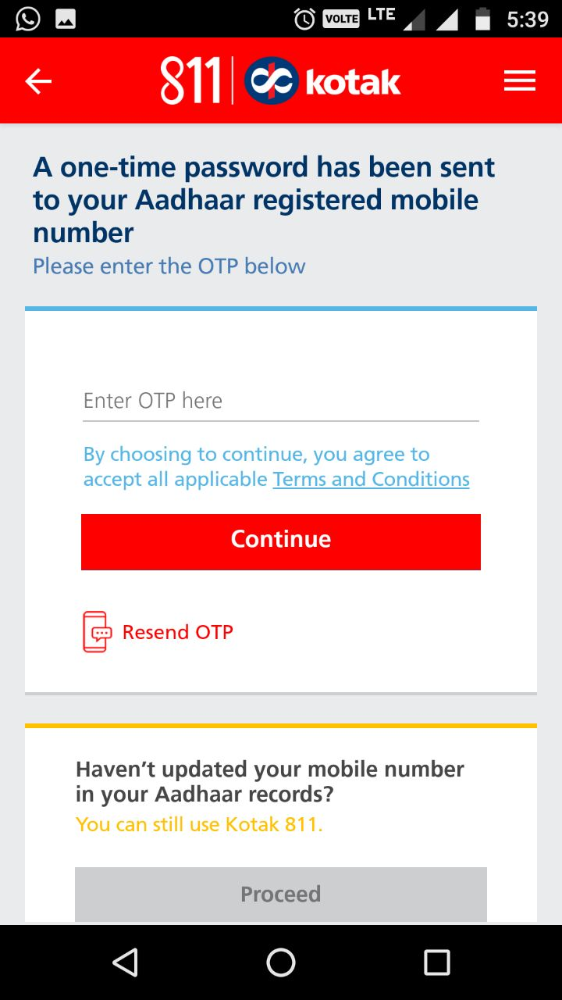 VOLTE LTE 5:39
811 kotak
A one-time password has been sent
to your Aadhaar registered mobile
number
Please enter the OTP below
Enter OTP here
By choosing to continue, you agree to
accept all applicable Terms and Conditions
Continue
Resend OTP
Haven’t updated your mobile number
in your Aadhaar records?
You can still use Kotak 811.
Proceed